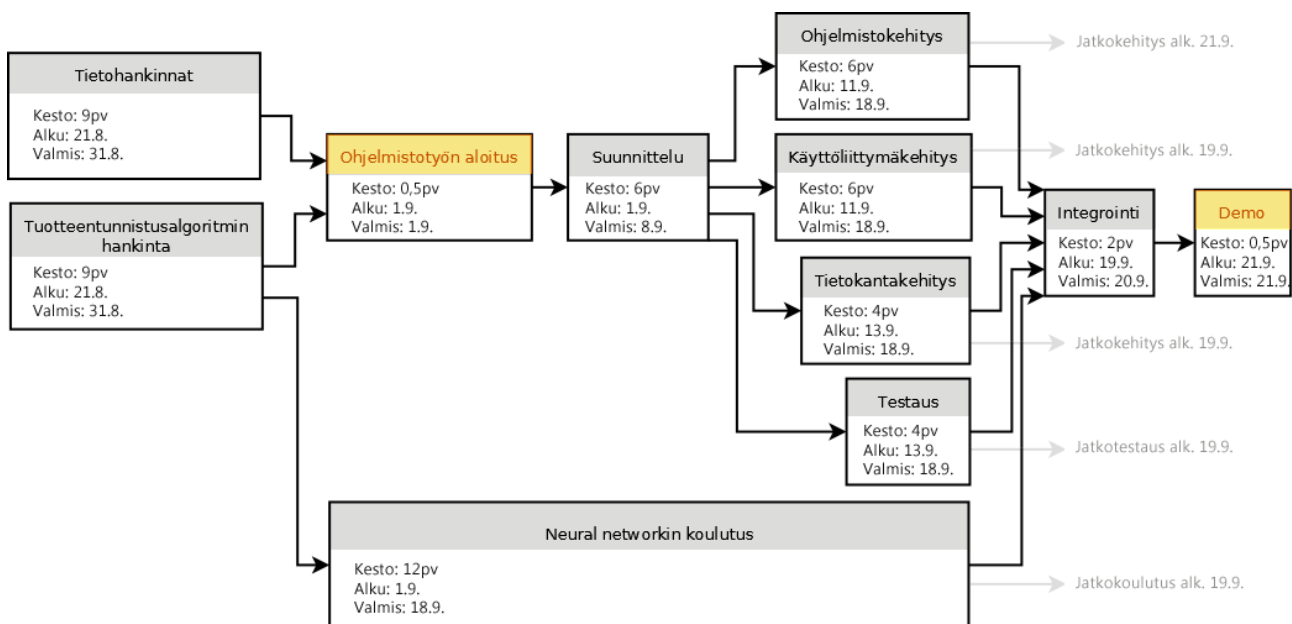 Tietohankinnat
Kesto: 9pv
Alku: 21.8.
Valmis: 31.8.
Tuotteentunnistusalgoritmin
hankinta
Kesto: 9pv
Alku: 21.8.
Valmis: 31.8.
Ohjelmistotyön aloitus
Kesto: 0,5pv
Alku: 1.9.
Valmis: 1.9.
Suunnittelu
Kesto: 6pv
Alku: 1.9.
Valmis: 8.9.
Ohjelmistokehitys
Kesto: 6pv
Alku: 11.9.
Valmis: 18.9.
Jatkokehitys alk. 21.9.
Käyttöliittymäkehitys
Kesto: 6pv
Alku: 11.9.
Valmis: 18.9.
Jatkokehitys alk. 19.9.
Tietokantakehitys
Kesto: 4pv
Alku: 13.9.
Valmis: 18.9.
Jatkokehitys alk. 19.9.
Testaus
Kesto: 4pv
Alku: 13.9.
Valmis: 18.9.
Jatkotestaus alk. 19.9.
Neural networkin koulutus
Kesto: 12pv
Alku: 1.9.
Valmis: 18.9.
Jatkokoulutus alk. 19.9.
Integrointi
Kesto: 2pv
Alku: 19.9.
Valmis: 20.9.
Demo
Kesto: 0,5pv
Alku: 21.9.
Valmis: 21.9.